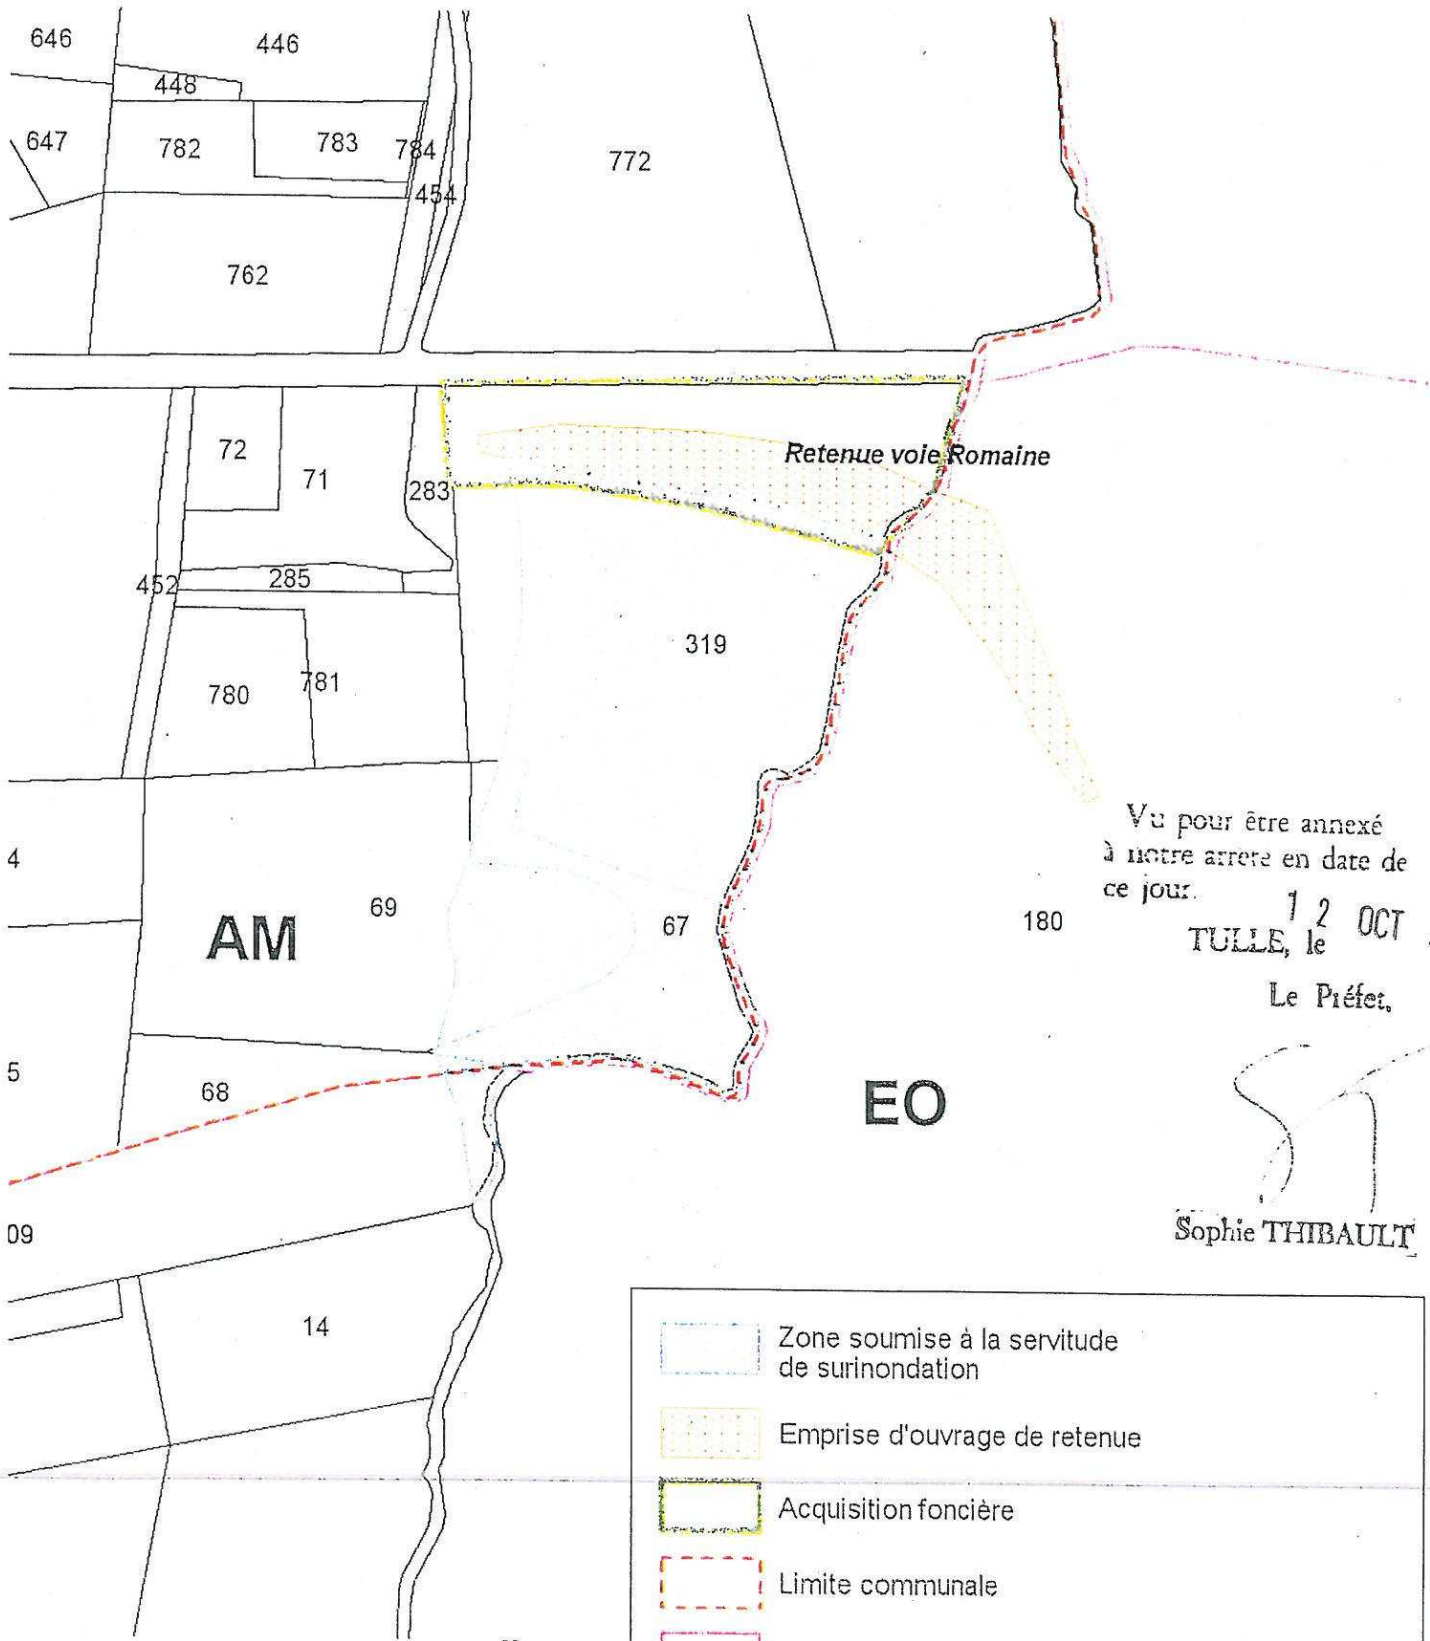 646
446
448
647
782
783
784
772
454
762
72
71
283
Retenue voie Romaine
452
285
319
780
781
Vu pour être annexé
à notre arrete en date de
ce jour.
4
69
67
180
12 OCT
AM
TULLE, le
Le Préfet,
5
68
EO
Sophie THIBAULT
09
14
Zone soumise à la servitude
de surinondation
Emprise d'ouvrage de retenue
Acquisition foncière
Limite communale